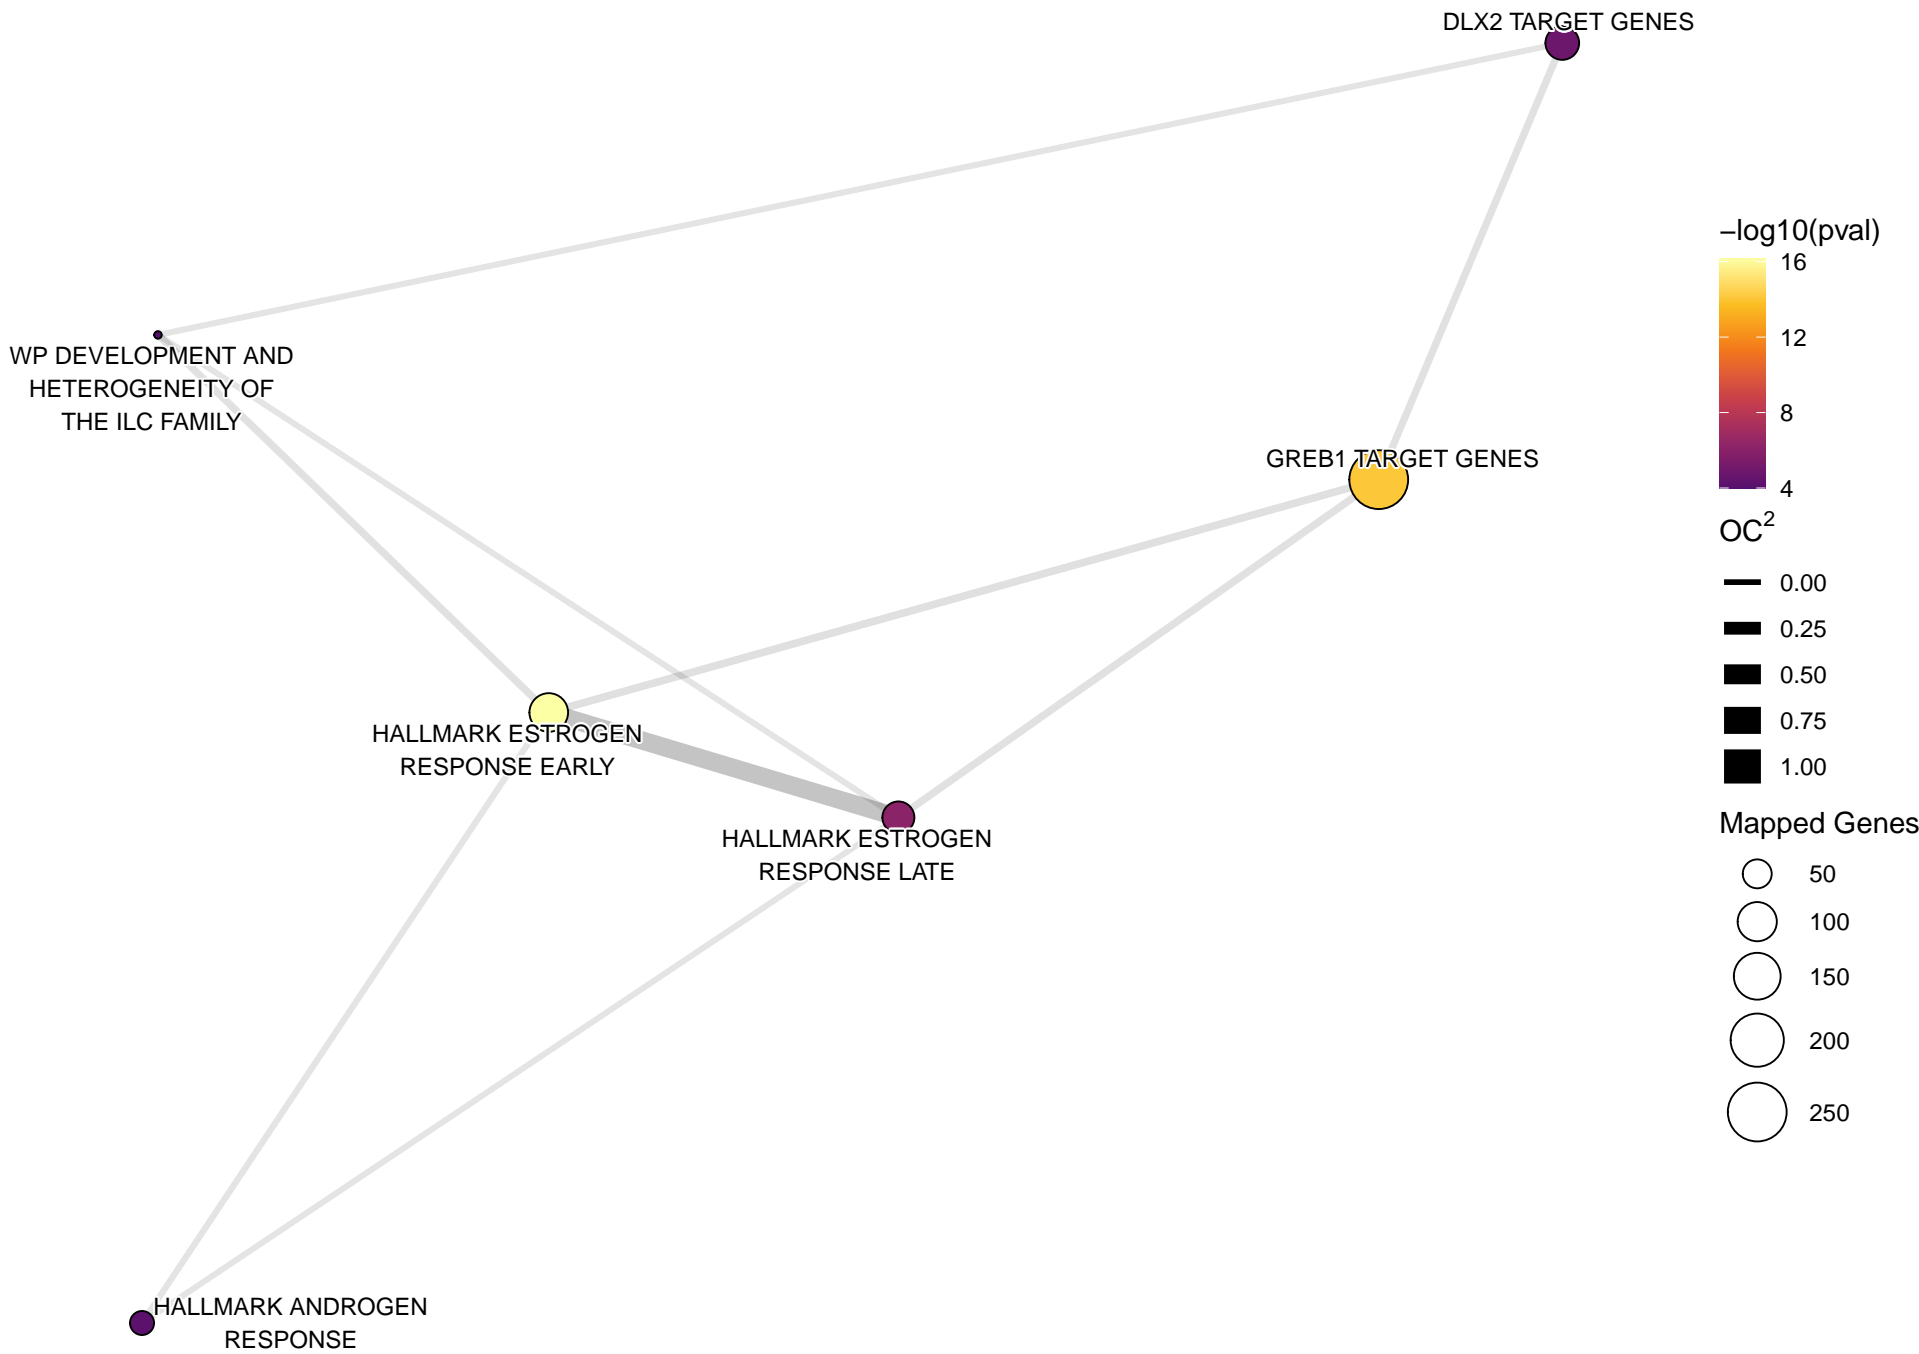 DLX2 TARGET GENES
WP DEVELOPMENT AND
HETEROGENEITY OF
THE ILC FAMILY
GREB1 TARGET GENES
HALLMARK ESTROGEN
RESPONSE EARLY
HALLMARK ESTROGEN
RESPONSE LATE
HALLMARK ANDROGEN
RESPONSE
−log10(pval)
16
12
8
4
OC²
0.00
0.25
0.50
0.75
1.00
Mapped Genes
50
100
150
200
250